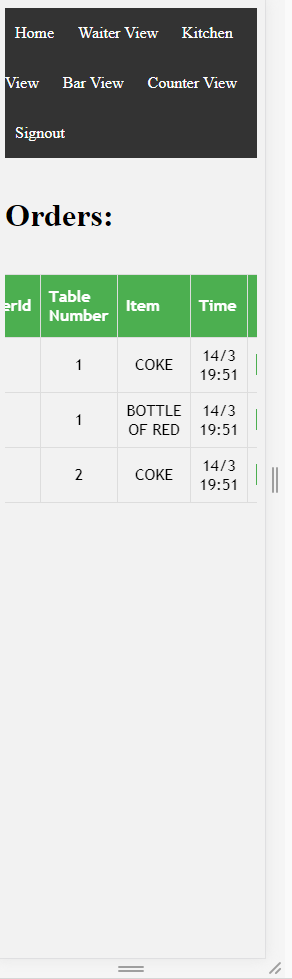 Home Waiter View Kitchen
View Bar View Counter View
Signout
Orders:
erId Table Number Item Time
1 COKE 14/3 19:51
1 BOTTLE OF RED 14/3 19:51
2 COKE 14/3 19:51